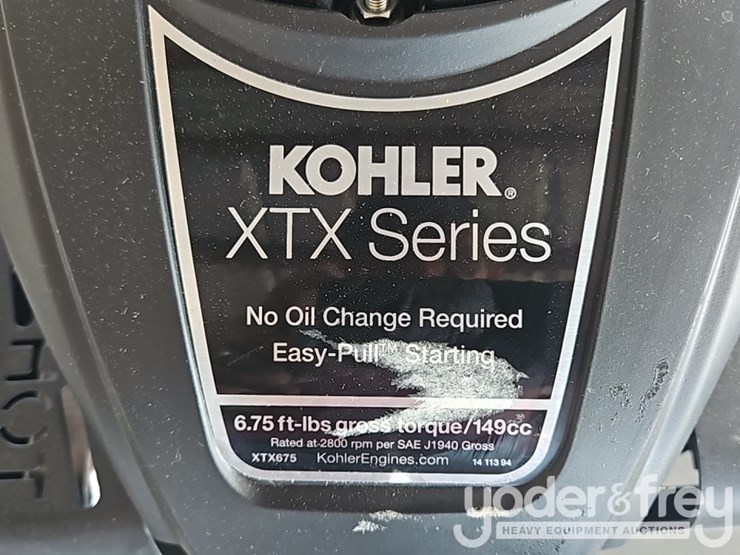 KOHLER®
XTX Series
No Oil Change Required
Easy-Pull™ Starting
6.75 ft-lbs gross torque/149cc
Rated at 2800 rpm per SAE J1940 Gross
XTX675 KohlerEngines.com 14 113 94
yoder&frey
HEAVY EQUIPMENT AUCTIONS